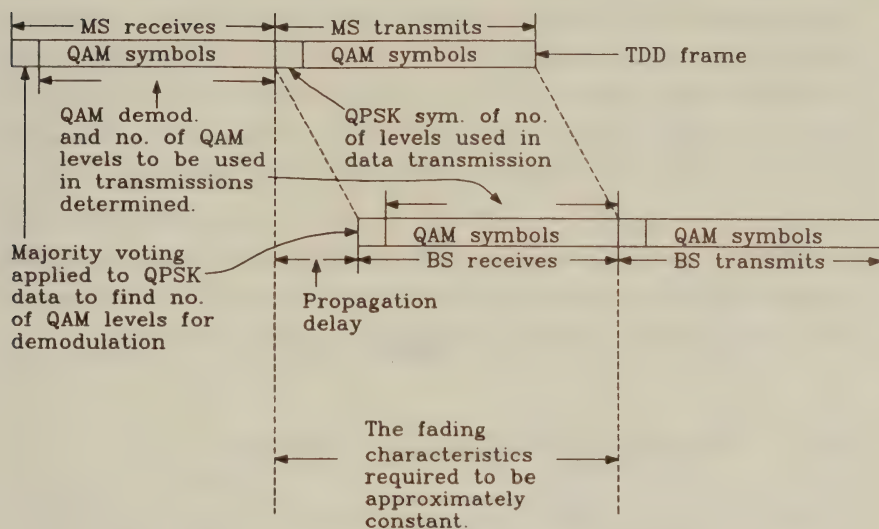 MS receives
MS transmits
QAM symbols
QAM symbols
TDD frame
QAM demod.
and no. of QAM
levels to be used
in transmissions
determined.
QPSK sym. of no.
of levels used in
data transmission
QAM symbols
QAM symbols
BS receives
BS transmits
Majority voting
applied to QPSK
data to find no.
of QAM levels for
demodulation
Propagation
delay
The fading
characteristics
required to be
approximately
constant.